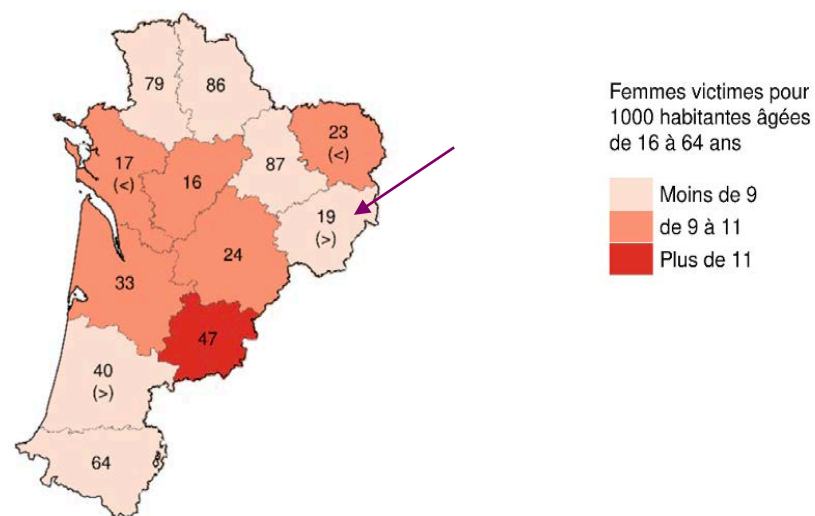 79
86
23
(<)
17
(<)
16
87
19
(>)
24
33
47
40
(>)
64
Femmes victimes pour
1000 habitantes âgées
de 16 à 64 ans
Moins de 9
de 9 à 11
Plus de 11